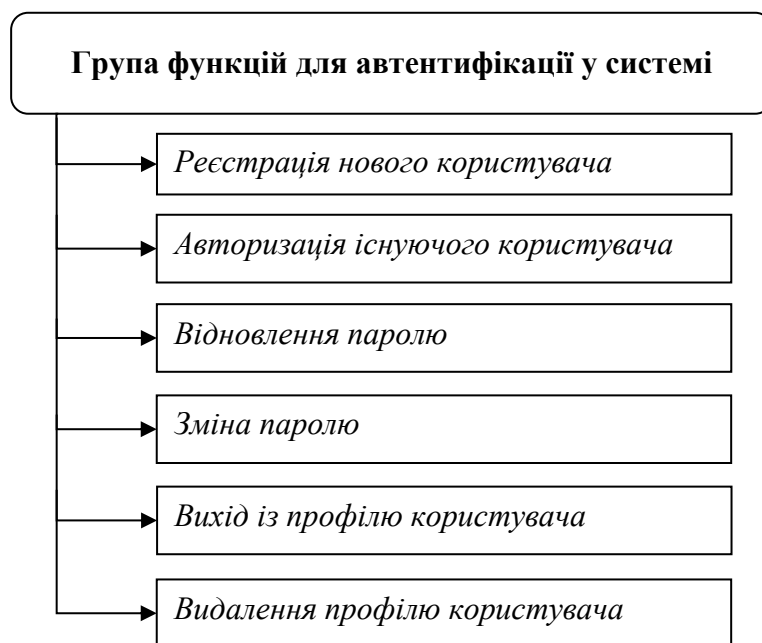 Група функцій для автентифікації у системі
Реєстрація нового користувача
Авторизація існуючого користувача
Відновлення паролю
Зміна паролю
Вихід із профілю користувача
Видалення профілю користувача